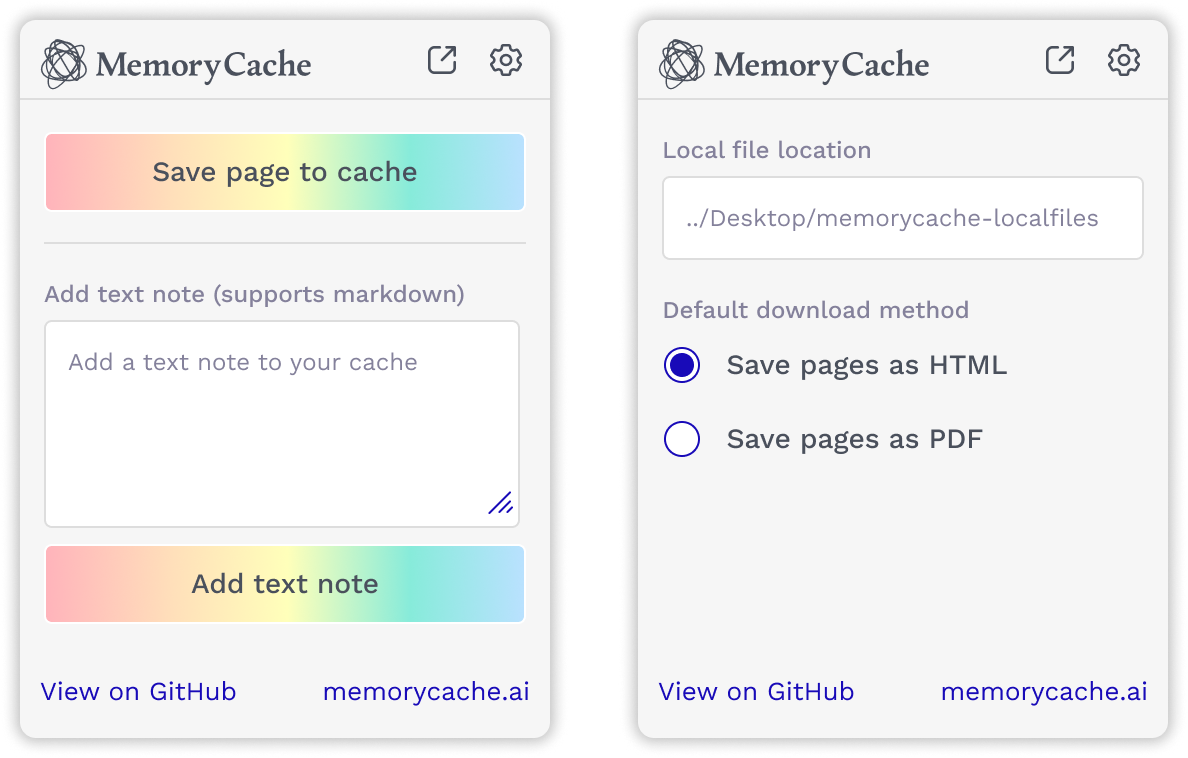 MemoryCache
Save page to cache
Add text note (supports markdown)
Add a text note to your cache
Add text note
View on GitHub
memorycache.ai
MemoryCache
Local file location
../Desktop/memorycache-localfiles
Default download method
Save pages as HTML
Save pages as PDF
View on GitHub
memorycache.ai